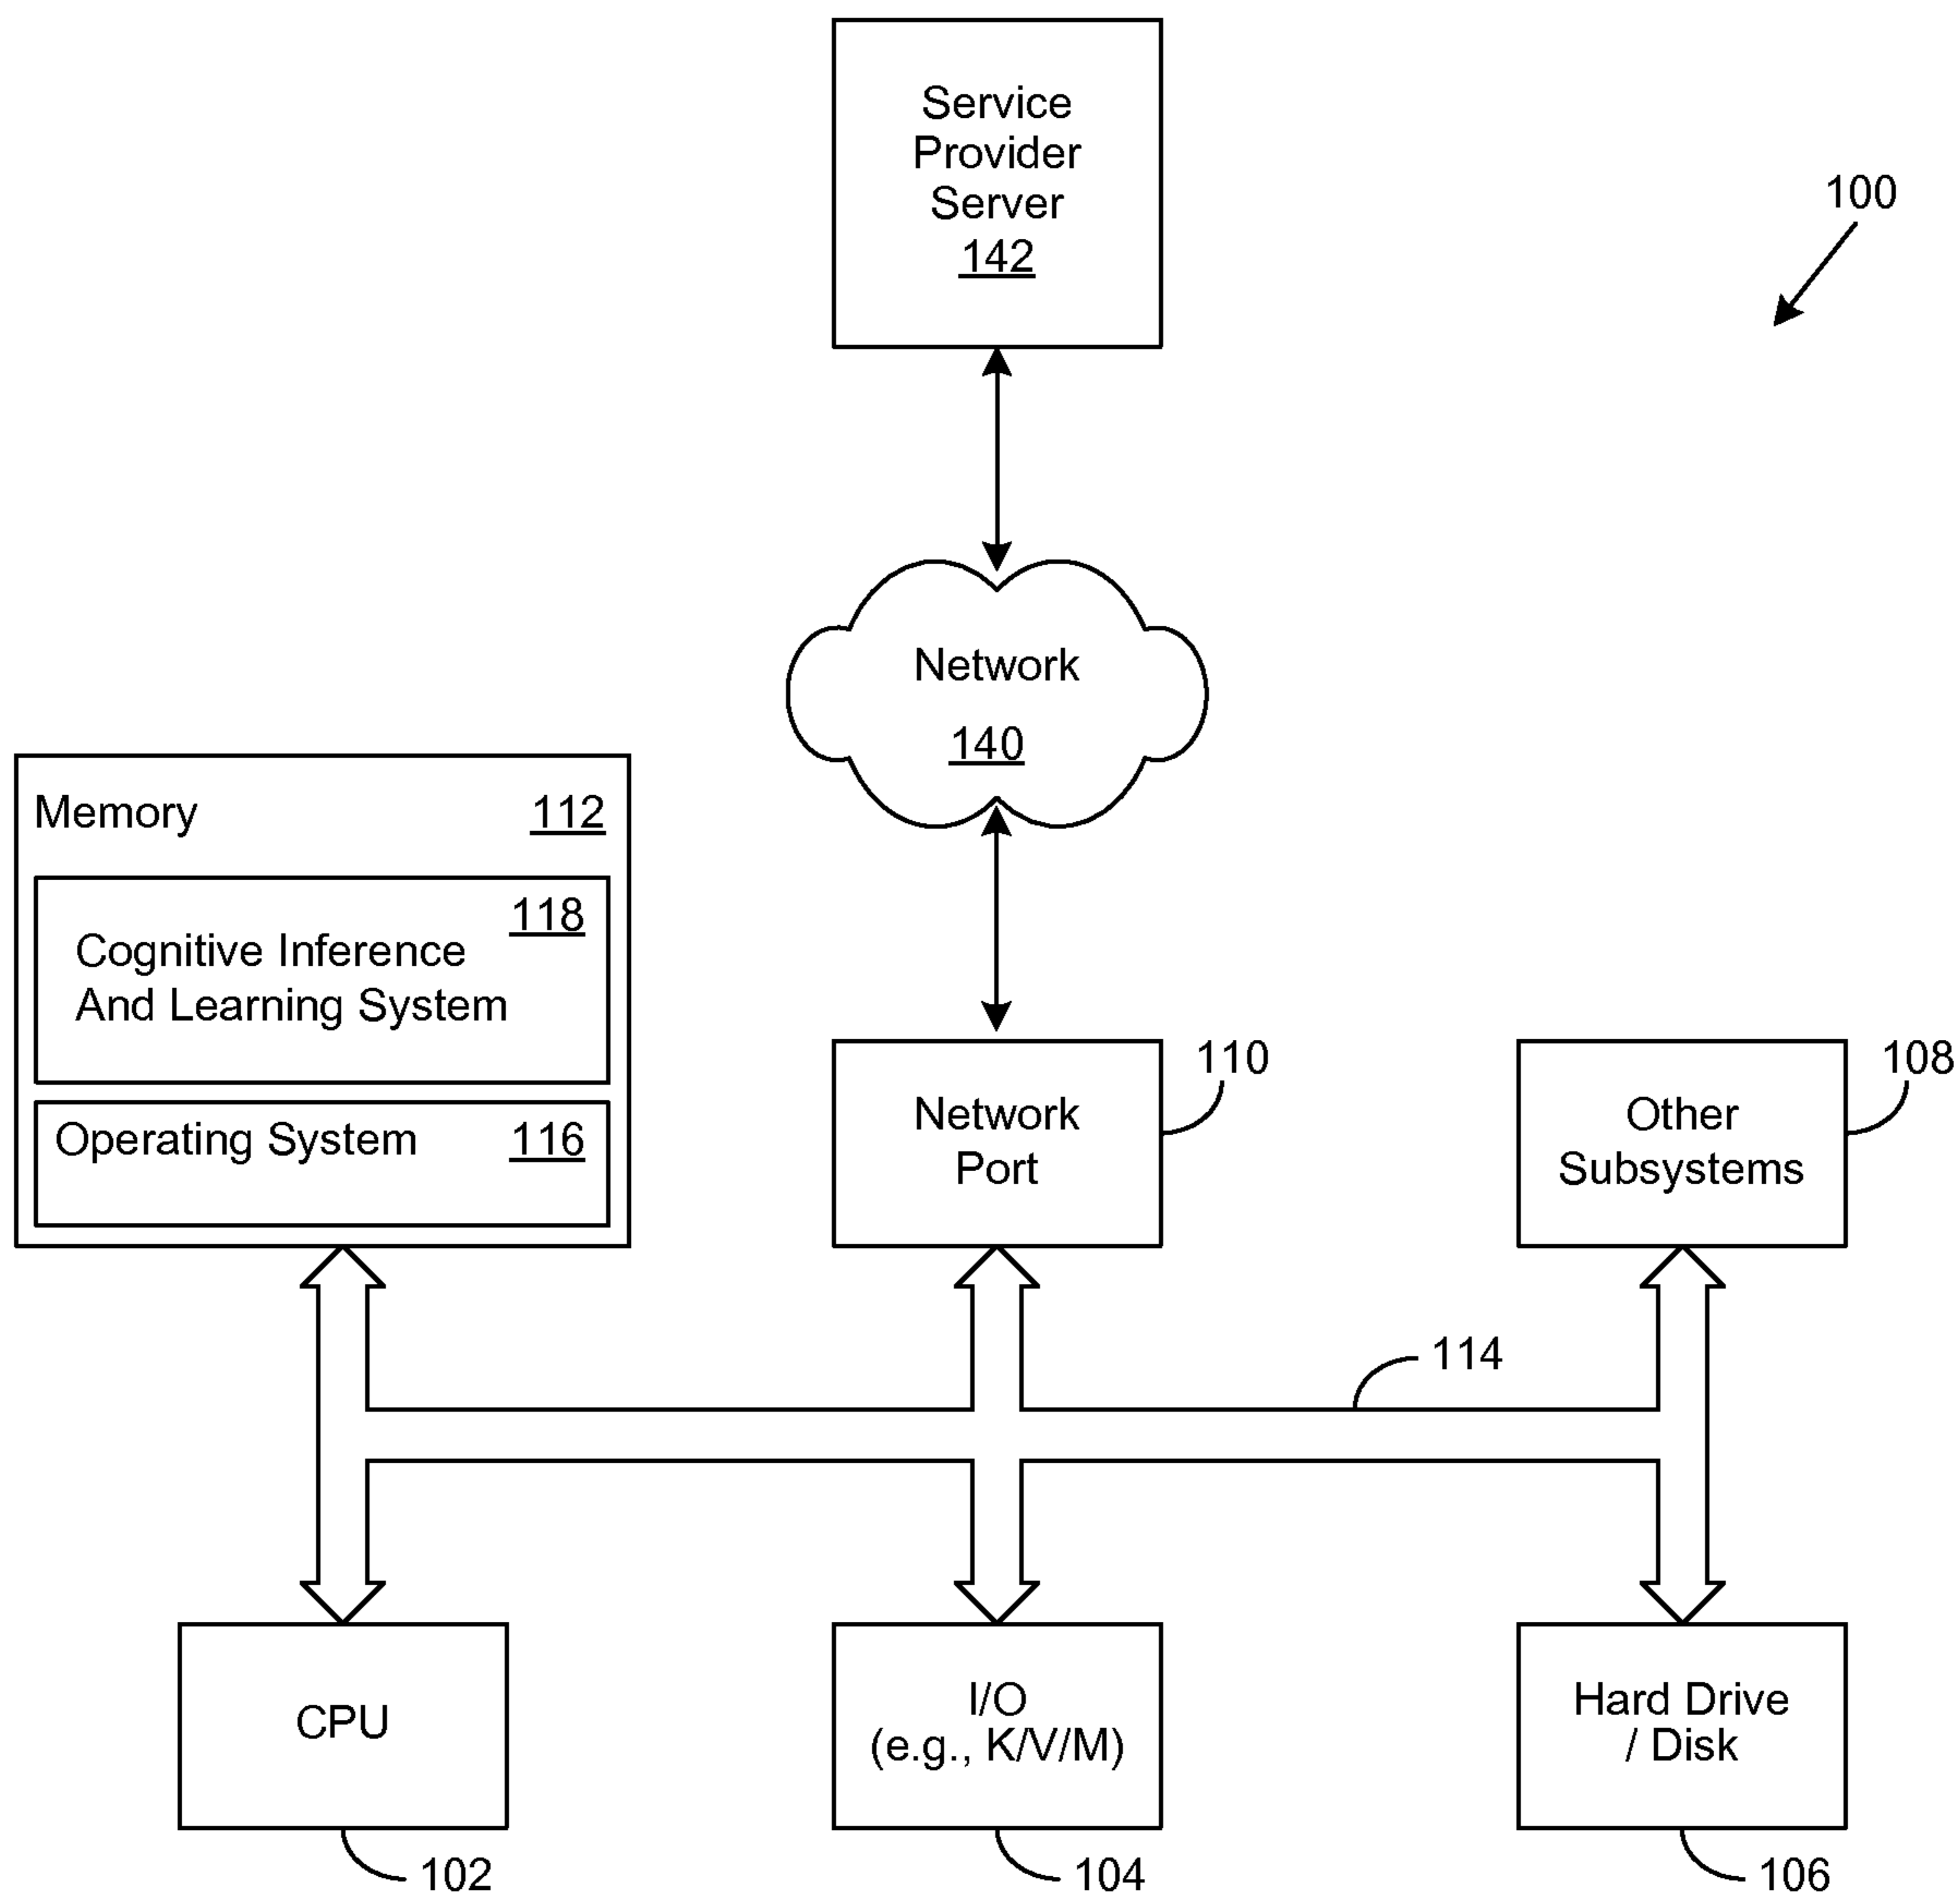 Service
Provider
Server
142
100
Network
140
Memory 112
118
Cognitive Inference
And Learning System
Operating System 116
Network
Port
110
Other
Subsystems
108
114
CPU
102
I/O
(e.g., K/V/M)
104
Hard Drive
/ Disk
106